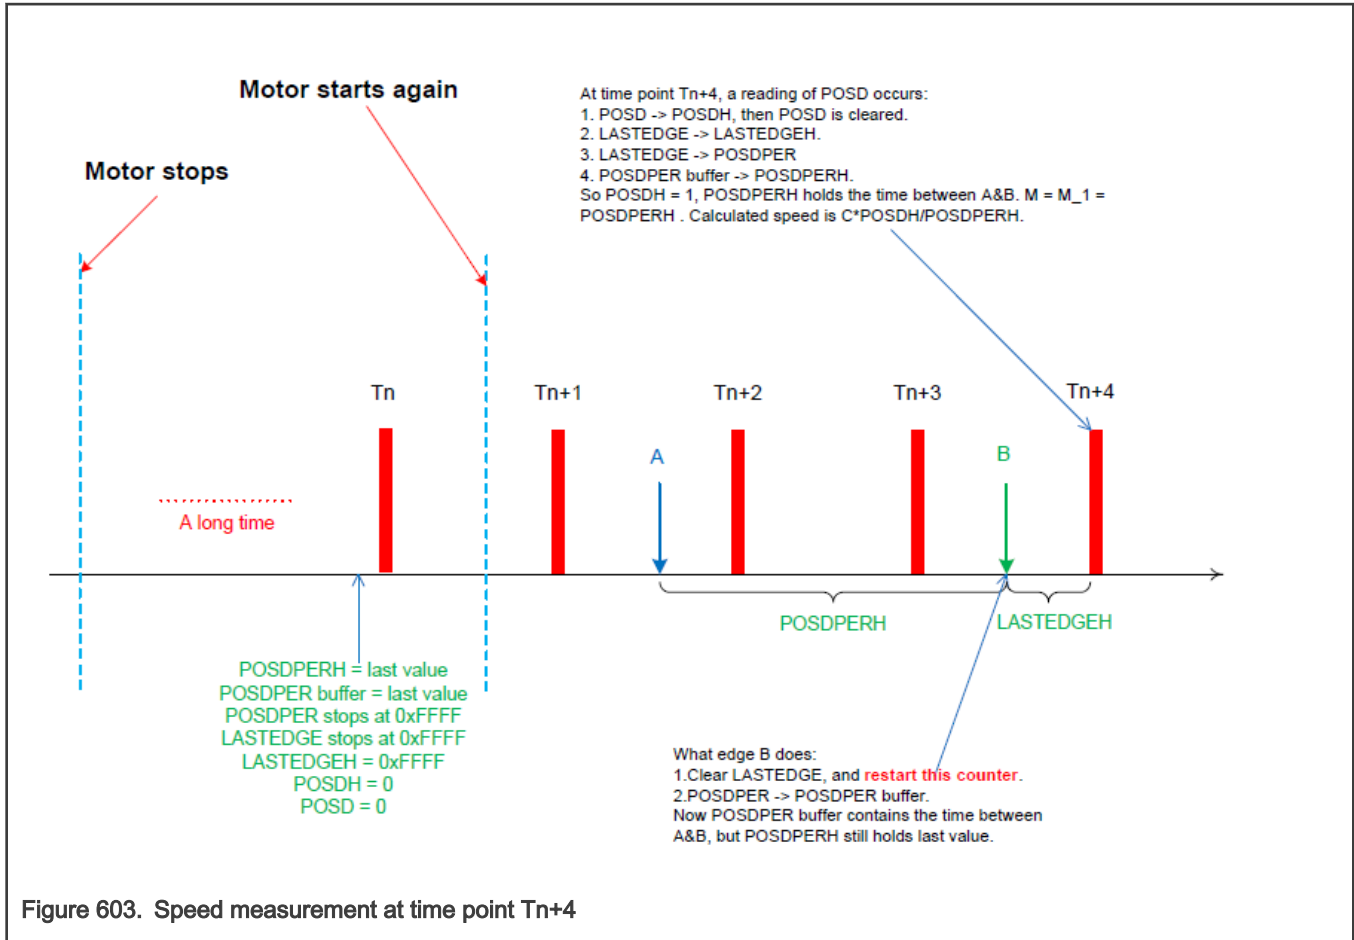 Motor starts again
Motor stops
At time point Tn+4, a reading of POSD occurs:
1. POSD -> POSDH, then POSD is cleared.
2. LASTEDGE -> LASTEDGEH.
3. LASTEDGE -> POSDPER
4. POSDPER buffer -> POSDPERH.
So POSDH = 1, POSDPERH holds the time between A&B. M = M_1 =
POSDPERH . Calculated speed is C*POSDH/POSDPERH.
Tn
Tn+1
Tn+2
Tn+3
Tn+4
A
B
A long time
POSDPERH
LASTEDGEH
POSDPERH = last value
POSDPER buffer = last value
POSDPER stops at 0xFFFF
LASTEDGE stops at 0xFFFF
LASTEDGEH = 0xFFFF
POSDH = 0
POSD = 0
What edge B does:
1.Clear LASTEDGE, and restart this counter.
2.POSDPER -> POSDPER buffer.
Now POSDPER buffer contains the time between
A&B, but POSDPERH still holds last value.
Figure 603. Speed measurement at time point Tn+4